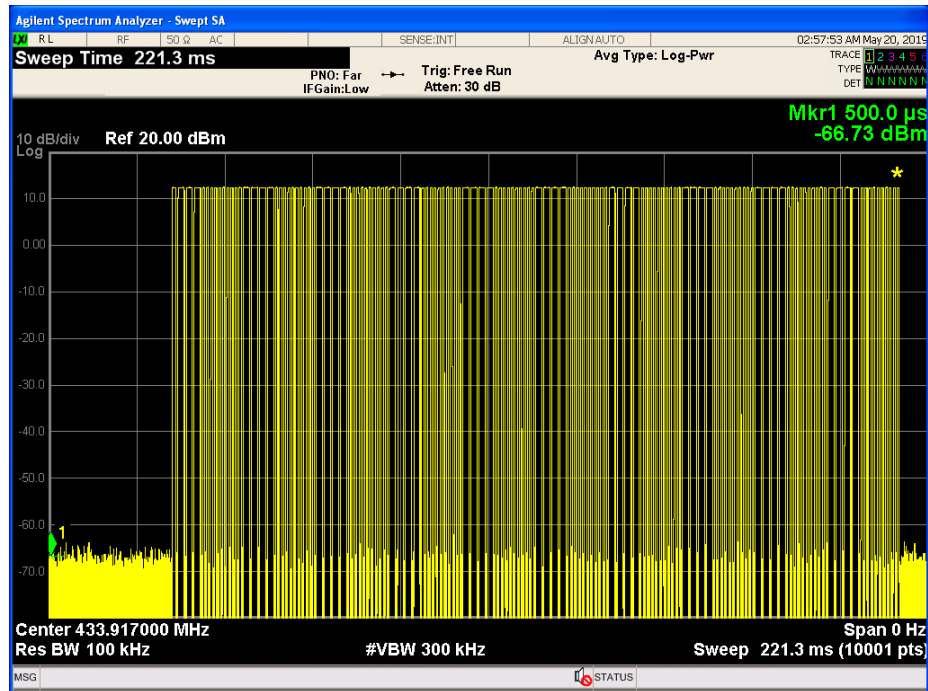 Agilent Spectrum Analyzer - Swept SA
LXI RL RF 50 Ω AC SENSE:INT ALIGN AUTO 02:57:53 AM May 20, 2019
Sweep Time 221.3 ms
PNO: Far
IFGain:Low
Trig: Free Run
Atten: 30 dB
Avg Type: Log-Pwr
TRACE 1 2 3 4 5 6
TYPE WWWWWW
DET N N N N N N
Mkr1 500.0 µs
-66.73 dBm
10 dB/div Ref 20.00 dBm
Log
10.0
0.00
-10.0
-20.0
-30.0
-40.0
-50.0
-60.0
-70.0
1
*
Center 433.917000 MHz Span 0 Hz
Res BW 100 kHz #VBW 300 kHz Sweep 221.3 ms (10001 pts)
MSG STATUS